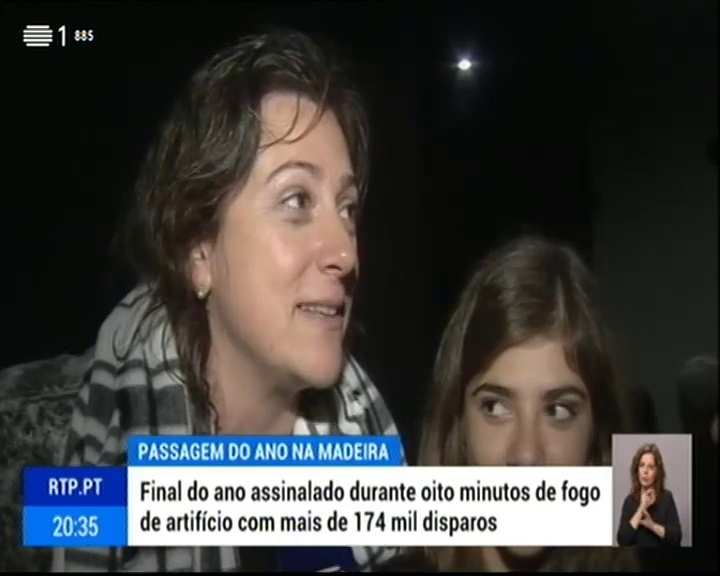 1 885
PASSAGEM DO ANO NA MADEIRA
RTP.PT
Final do ano assinalado durante oito minutos de fogo
20:35
de artifício com mais de 174 mil disparos